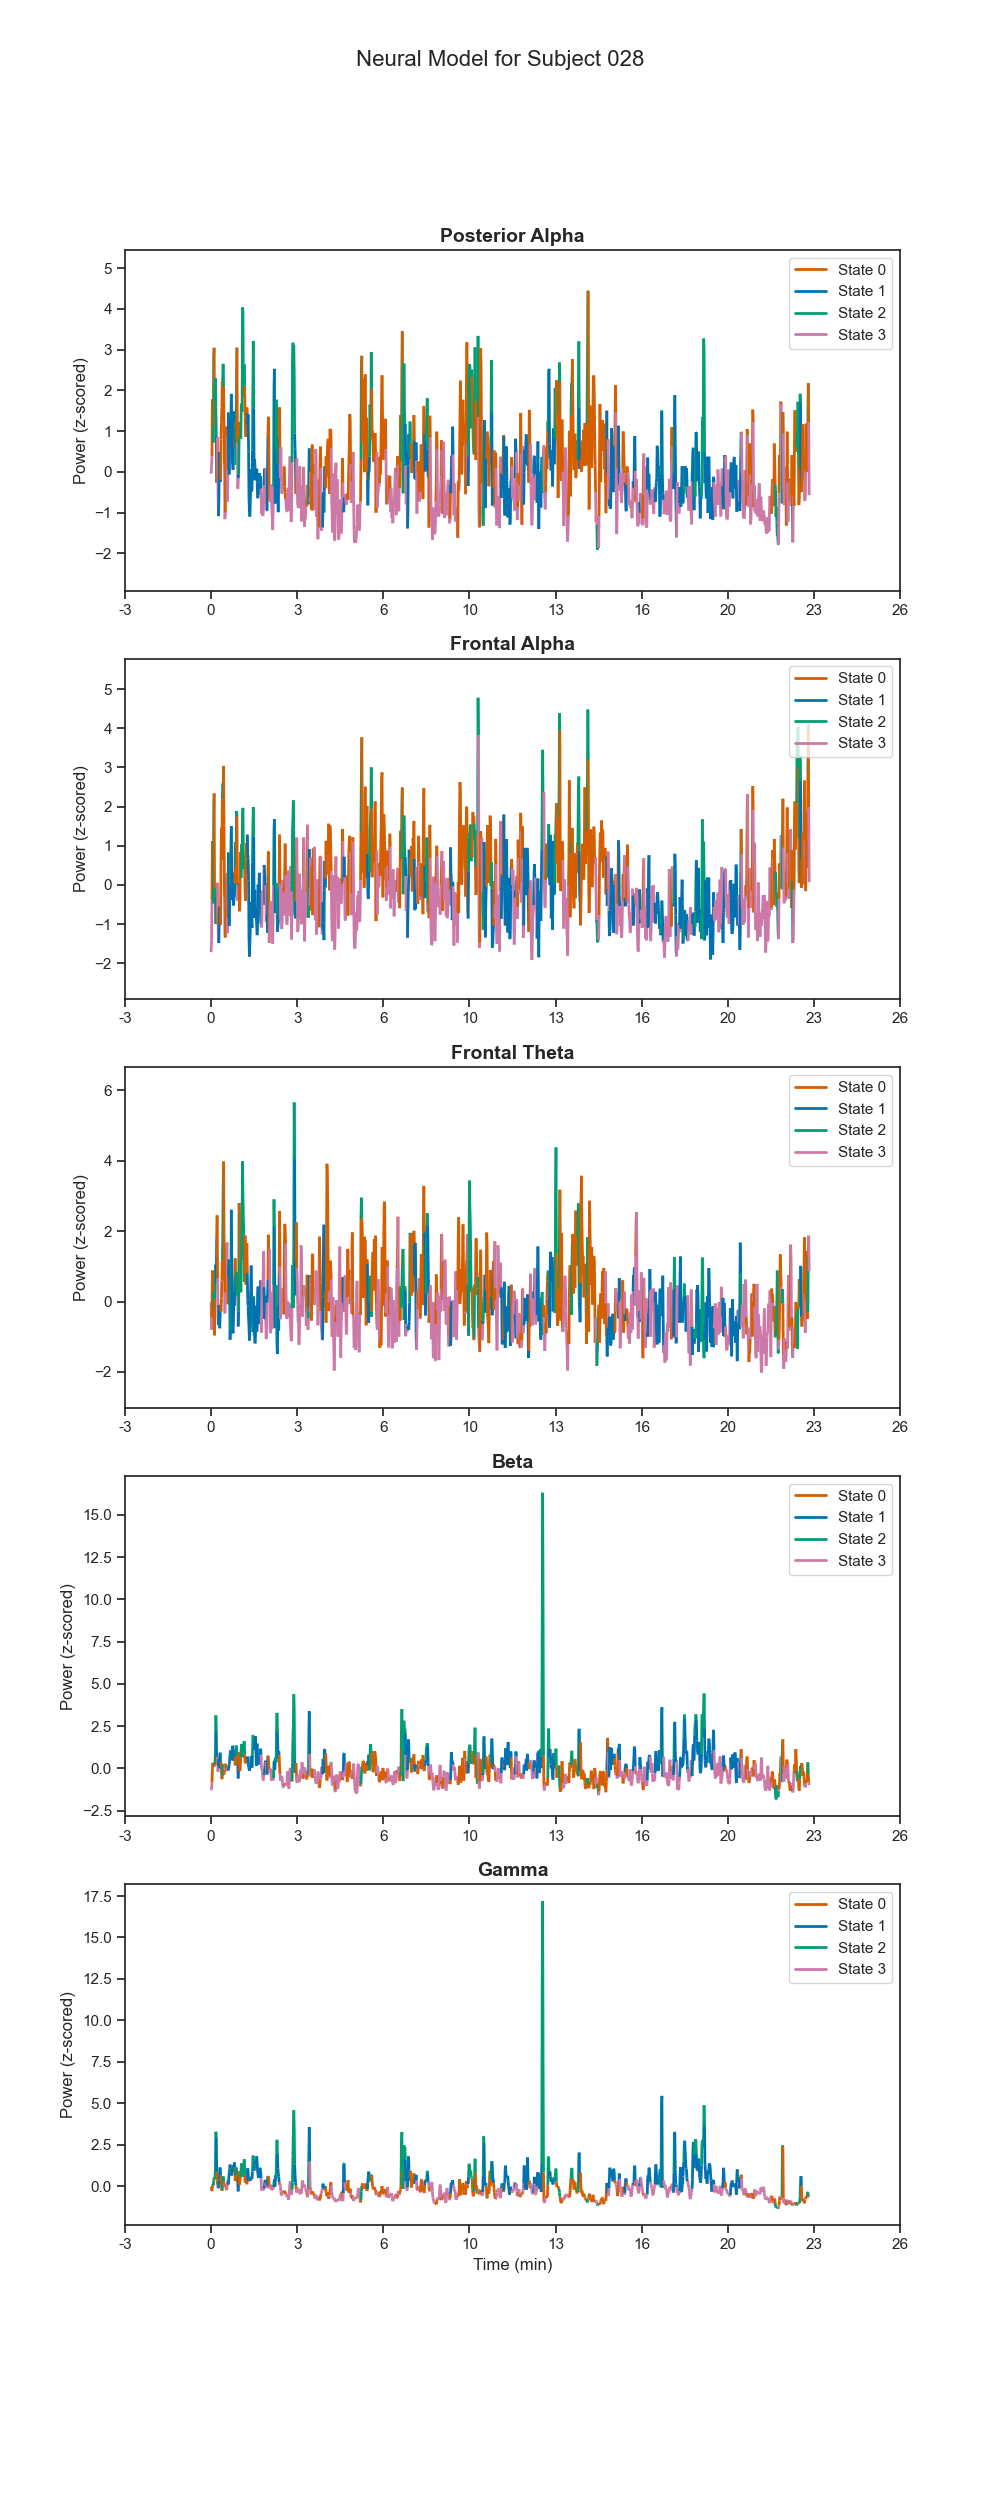 Neural Model for Subject 028
Posterior Alpha
Power (z-scored)
5
4
3
2
1
0
−1
−2
State 0
State 1
State 2
State 3
-3 0 3 6 10 13 16 20 23 26
Frontal Alpha
Power (z-scored)
5
4
3
2
1
0
−1
−2
State 0
State 1
State 2
State 3
-3 0 3 6 10 13 16 20 23 26
Frontal Theta
Power (z-scored)
6
4
2
0
−2
State 0
State 1
State 2
State 3
-3 0 3 6 10 13 16 20 23 26
Beta
Power (z-scored)
15.0
12.5
10.0
7.5
5.0
2.5
0.0
−2.5
State 0
State 1
State 2
State 3
-3 0 3 6 10 13 16 20 23 26
Gamma
Power (z-scored)
17.5
15.0
12.5
10.0
7.5
5.0
2.5
0.0
State 0
State 1
State 2
State 3
-3 0 3 6 10 13 16 20 23 26
Time (min)